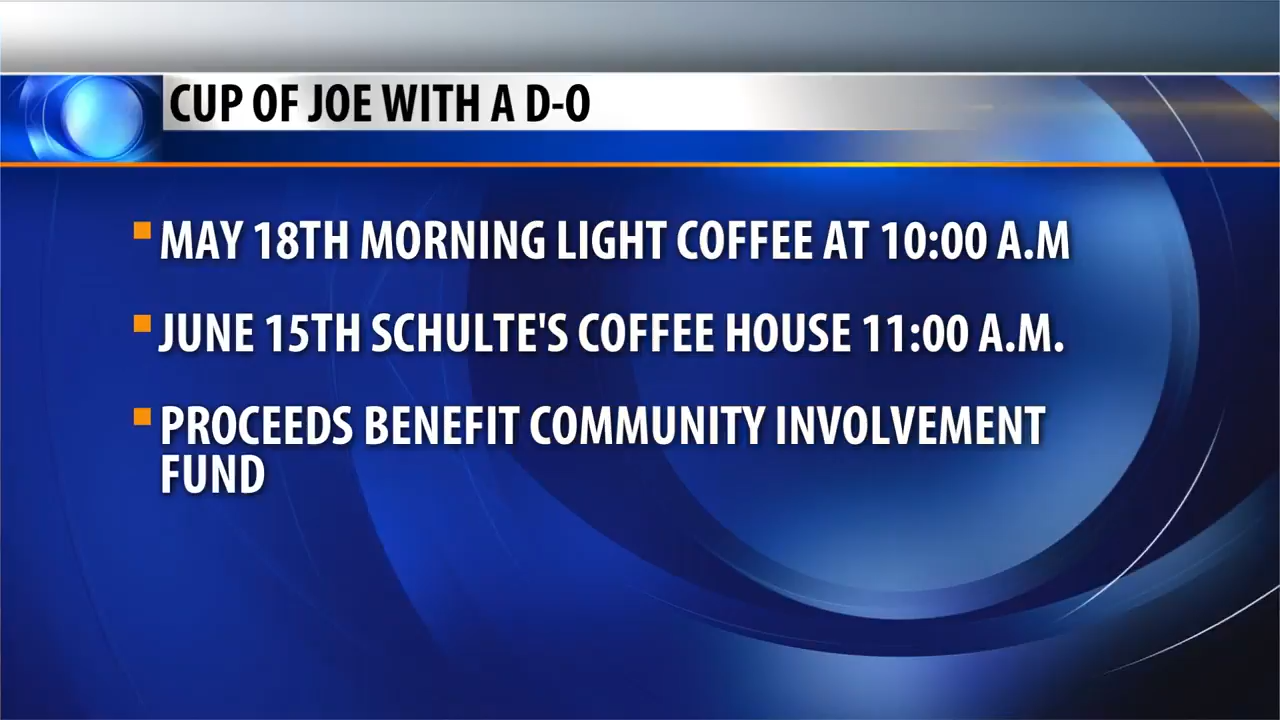 CUP OF JOE WITH A D-O
MAY 18TH MORNING LIGHT COFFEE AT 10:00 A.M
JUNE 15TH SCHULTE'S COFFEE HOUSE 11:00 A.M.
PROCEEDS BENEFIT COMMUNITY INVOLVEMENT
FUND